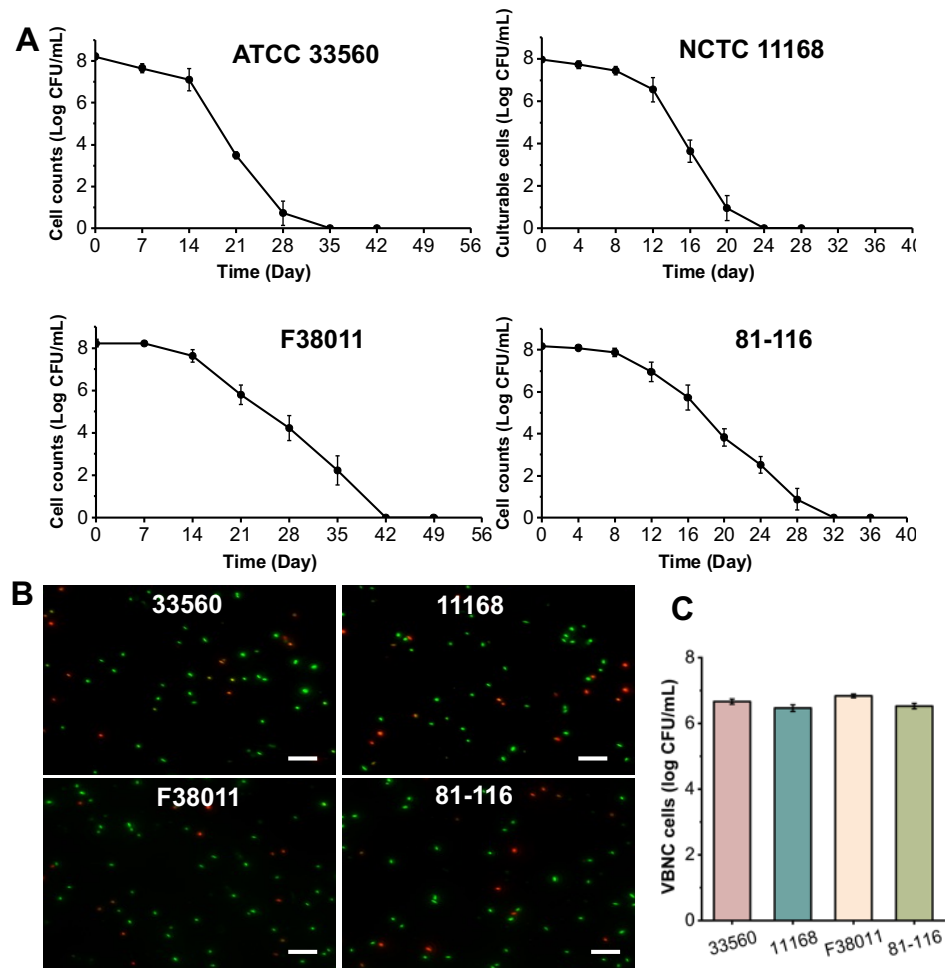 A
ATCC 33560
Cell counts (Log CFU/mL)
8
6
4
2
0
0 7 14 21 28 35 42 49 56
Time (Day)
NCTC 11168
Culturable cells (Log CFU/mL)
8
6
4
2
0
0 4 8 12 16 20 24 28 32 36 40
Time (day)
F38011
Cell counts (Log CFU/mL)
8
6
4
2
0
0 7 14 21 28 35 42 49 56
Time (Day)
81-116
Cell counts (Log CFU/mL)
8
6
4
2
0
0 4 8 12 16 20 24 28 32 36 40
Time (Day)
B
33560
11168
F38011
81-116
C
VBNC cells (log CFU/mL)
8
6
4
2
0
33560 11168 F38011 81-116